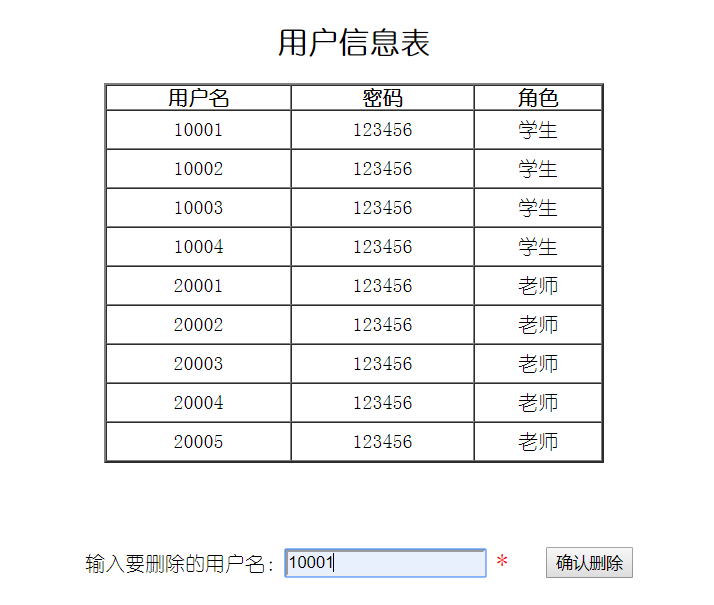 用户信息表
用户名 密码 角色
10001 123456 学生
10002 123456 学生
10003 123456 学生
10004 123456 学生
20001 123456 老师
20002 123456 老师
20003 123456 老师
20004 123456 老师
20005 123456 老师
输入要删除的用户名：10001 * 确认删除